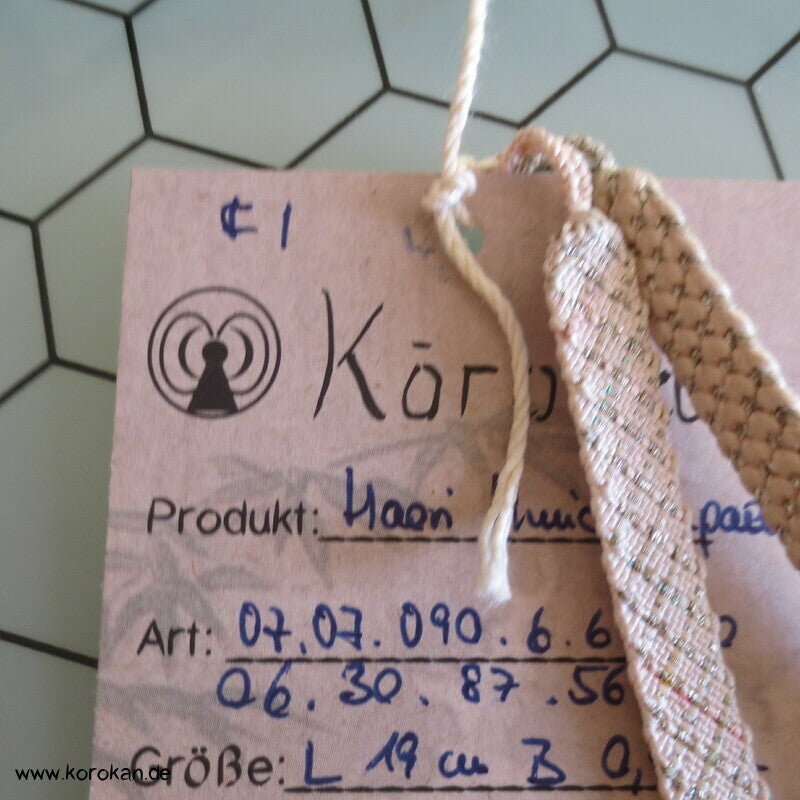 ¢ 1
Kōro
Produkt: Haori
Art: 07.07.090.6.6
06.30.87.56
Größe: L 19 cm B 0,
www.korokan.de